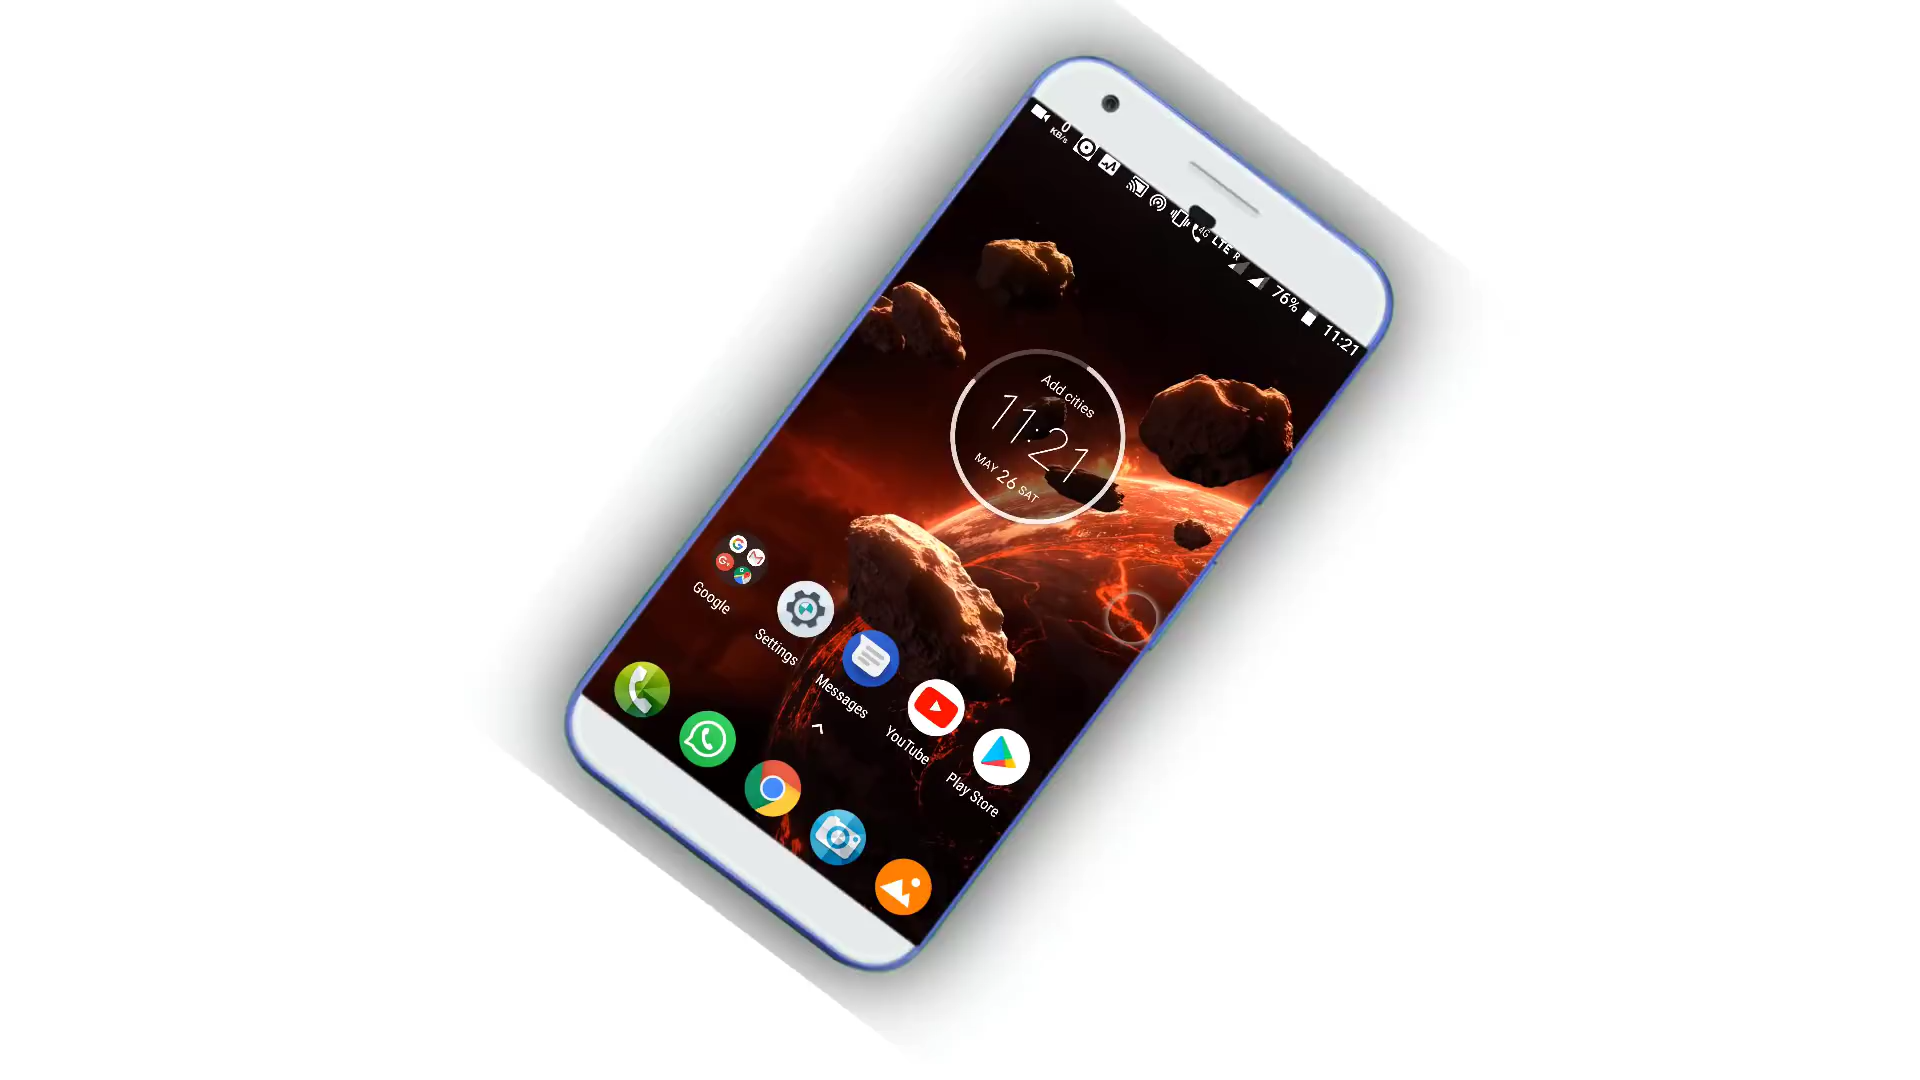 0
KB/s
4G
LTE R
76%
11:21
Add cities
11:21
MAY 26 SAT
Google
Settings
Messages
YouTube
Play Store